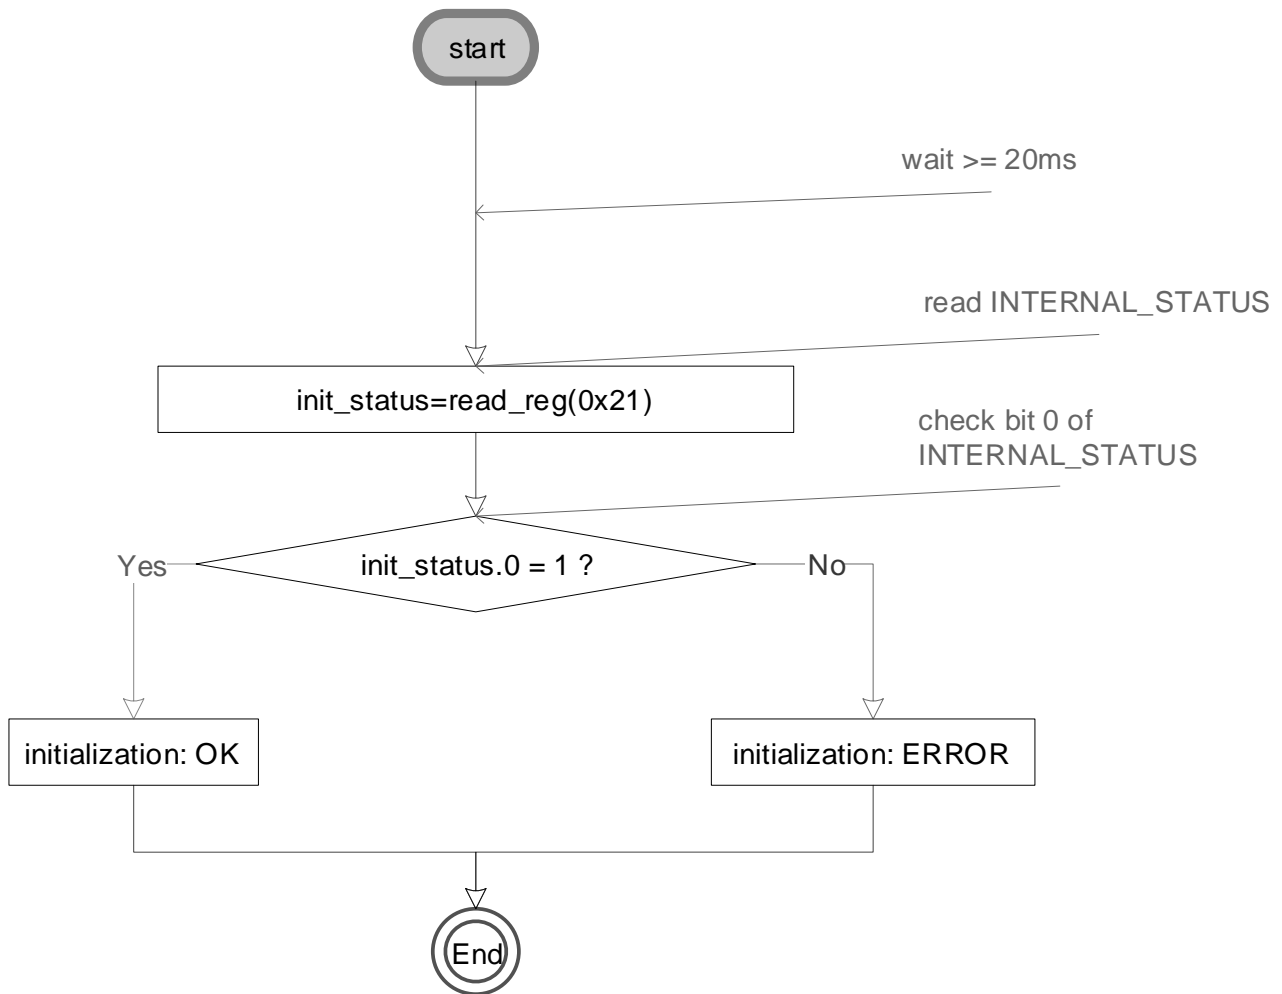 start
wait >= 20ms
read INTERNAL_STATUS
init_status=read_reg(0x21)
check bit 0 of
INTERNAL_STATUS
Yes
init_status.0 = 1 ?
No
initialization: OK
initialization: ERROR
End